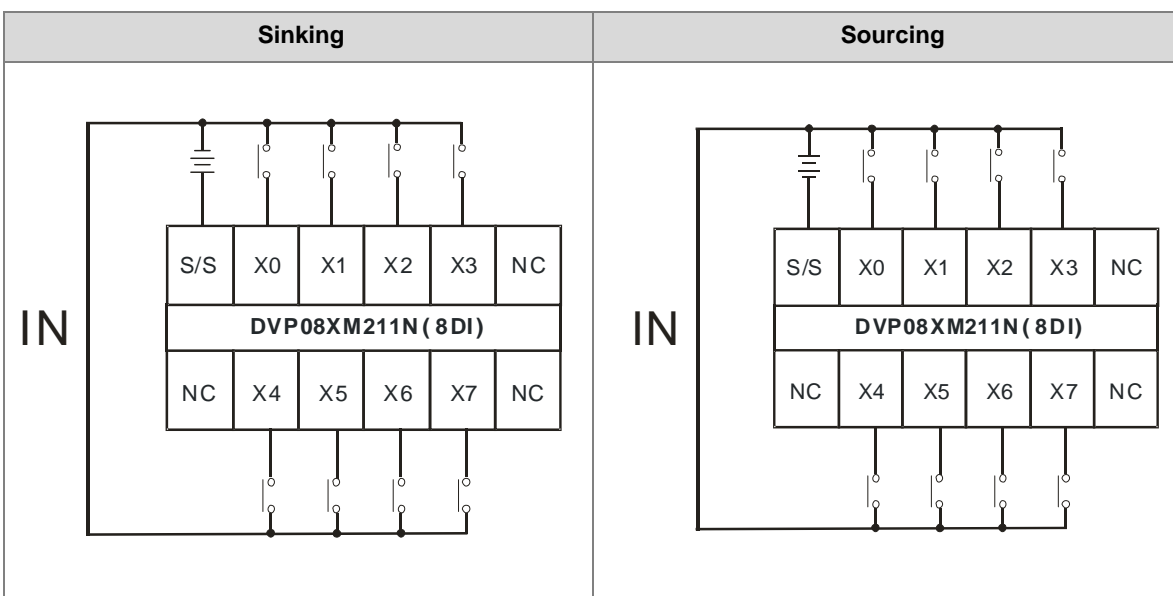 Sinking
Sourcing
S/S X0 X1 X2 X3 NC
IN
DVP08XM211N ( 8DI)
NC X4 X5 X6 X7 NC
S/S X0 X1 X2 X3 NC
IN
DVP08XM211N ( 8DI)
NC X4 X5 X6 X7 NC